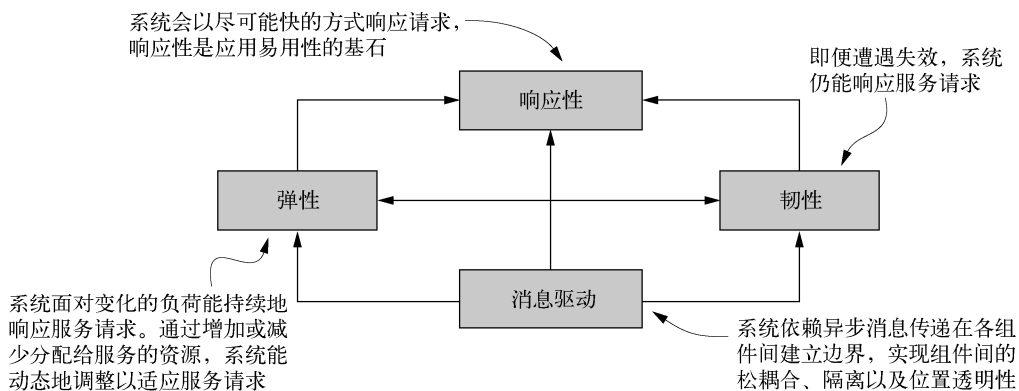 系统会以尽可能快的方式响应请求，
响应性是应用易用性的基石
即便遭遇失效，系统
仍能响应服务请求
响应性
弹性
韧性
消息驱动
系统面对变化的负荷能持续地
响应服务请求。通过增加或减
少分配给服务的资源，系统能
动态地调整以适应服务请求
系统依赖异步消息传递在各组
件间建立边界，实现组件间的
松耦合、隔离以及位置透明性